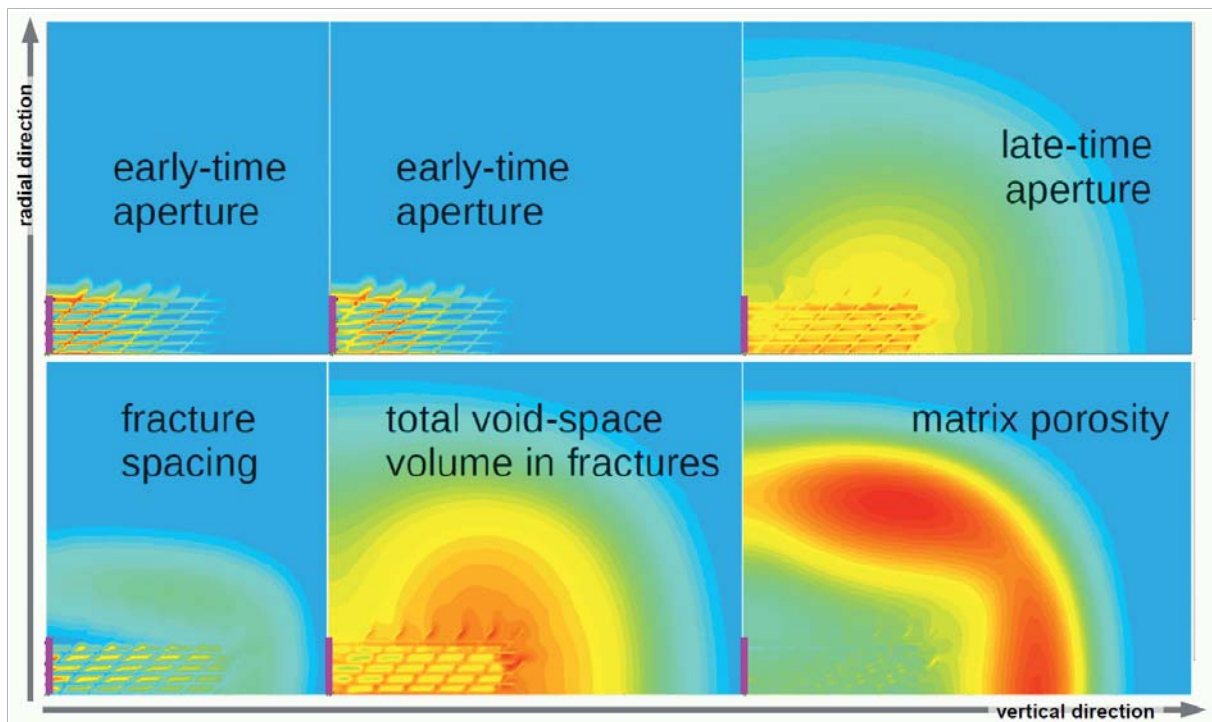 radial direction
early-time
aperture
early-time
aperture
late-time
aperture
fracture
spacing
total void-space
volume in fractures
matrix porosity
vertical direction